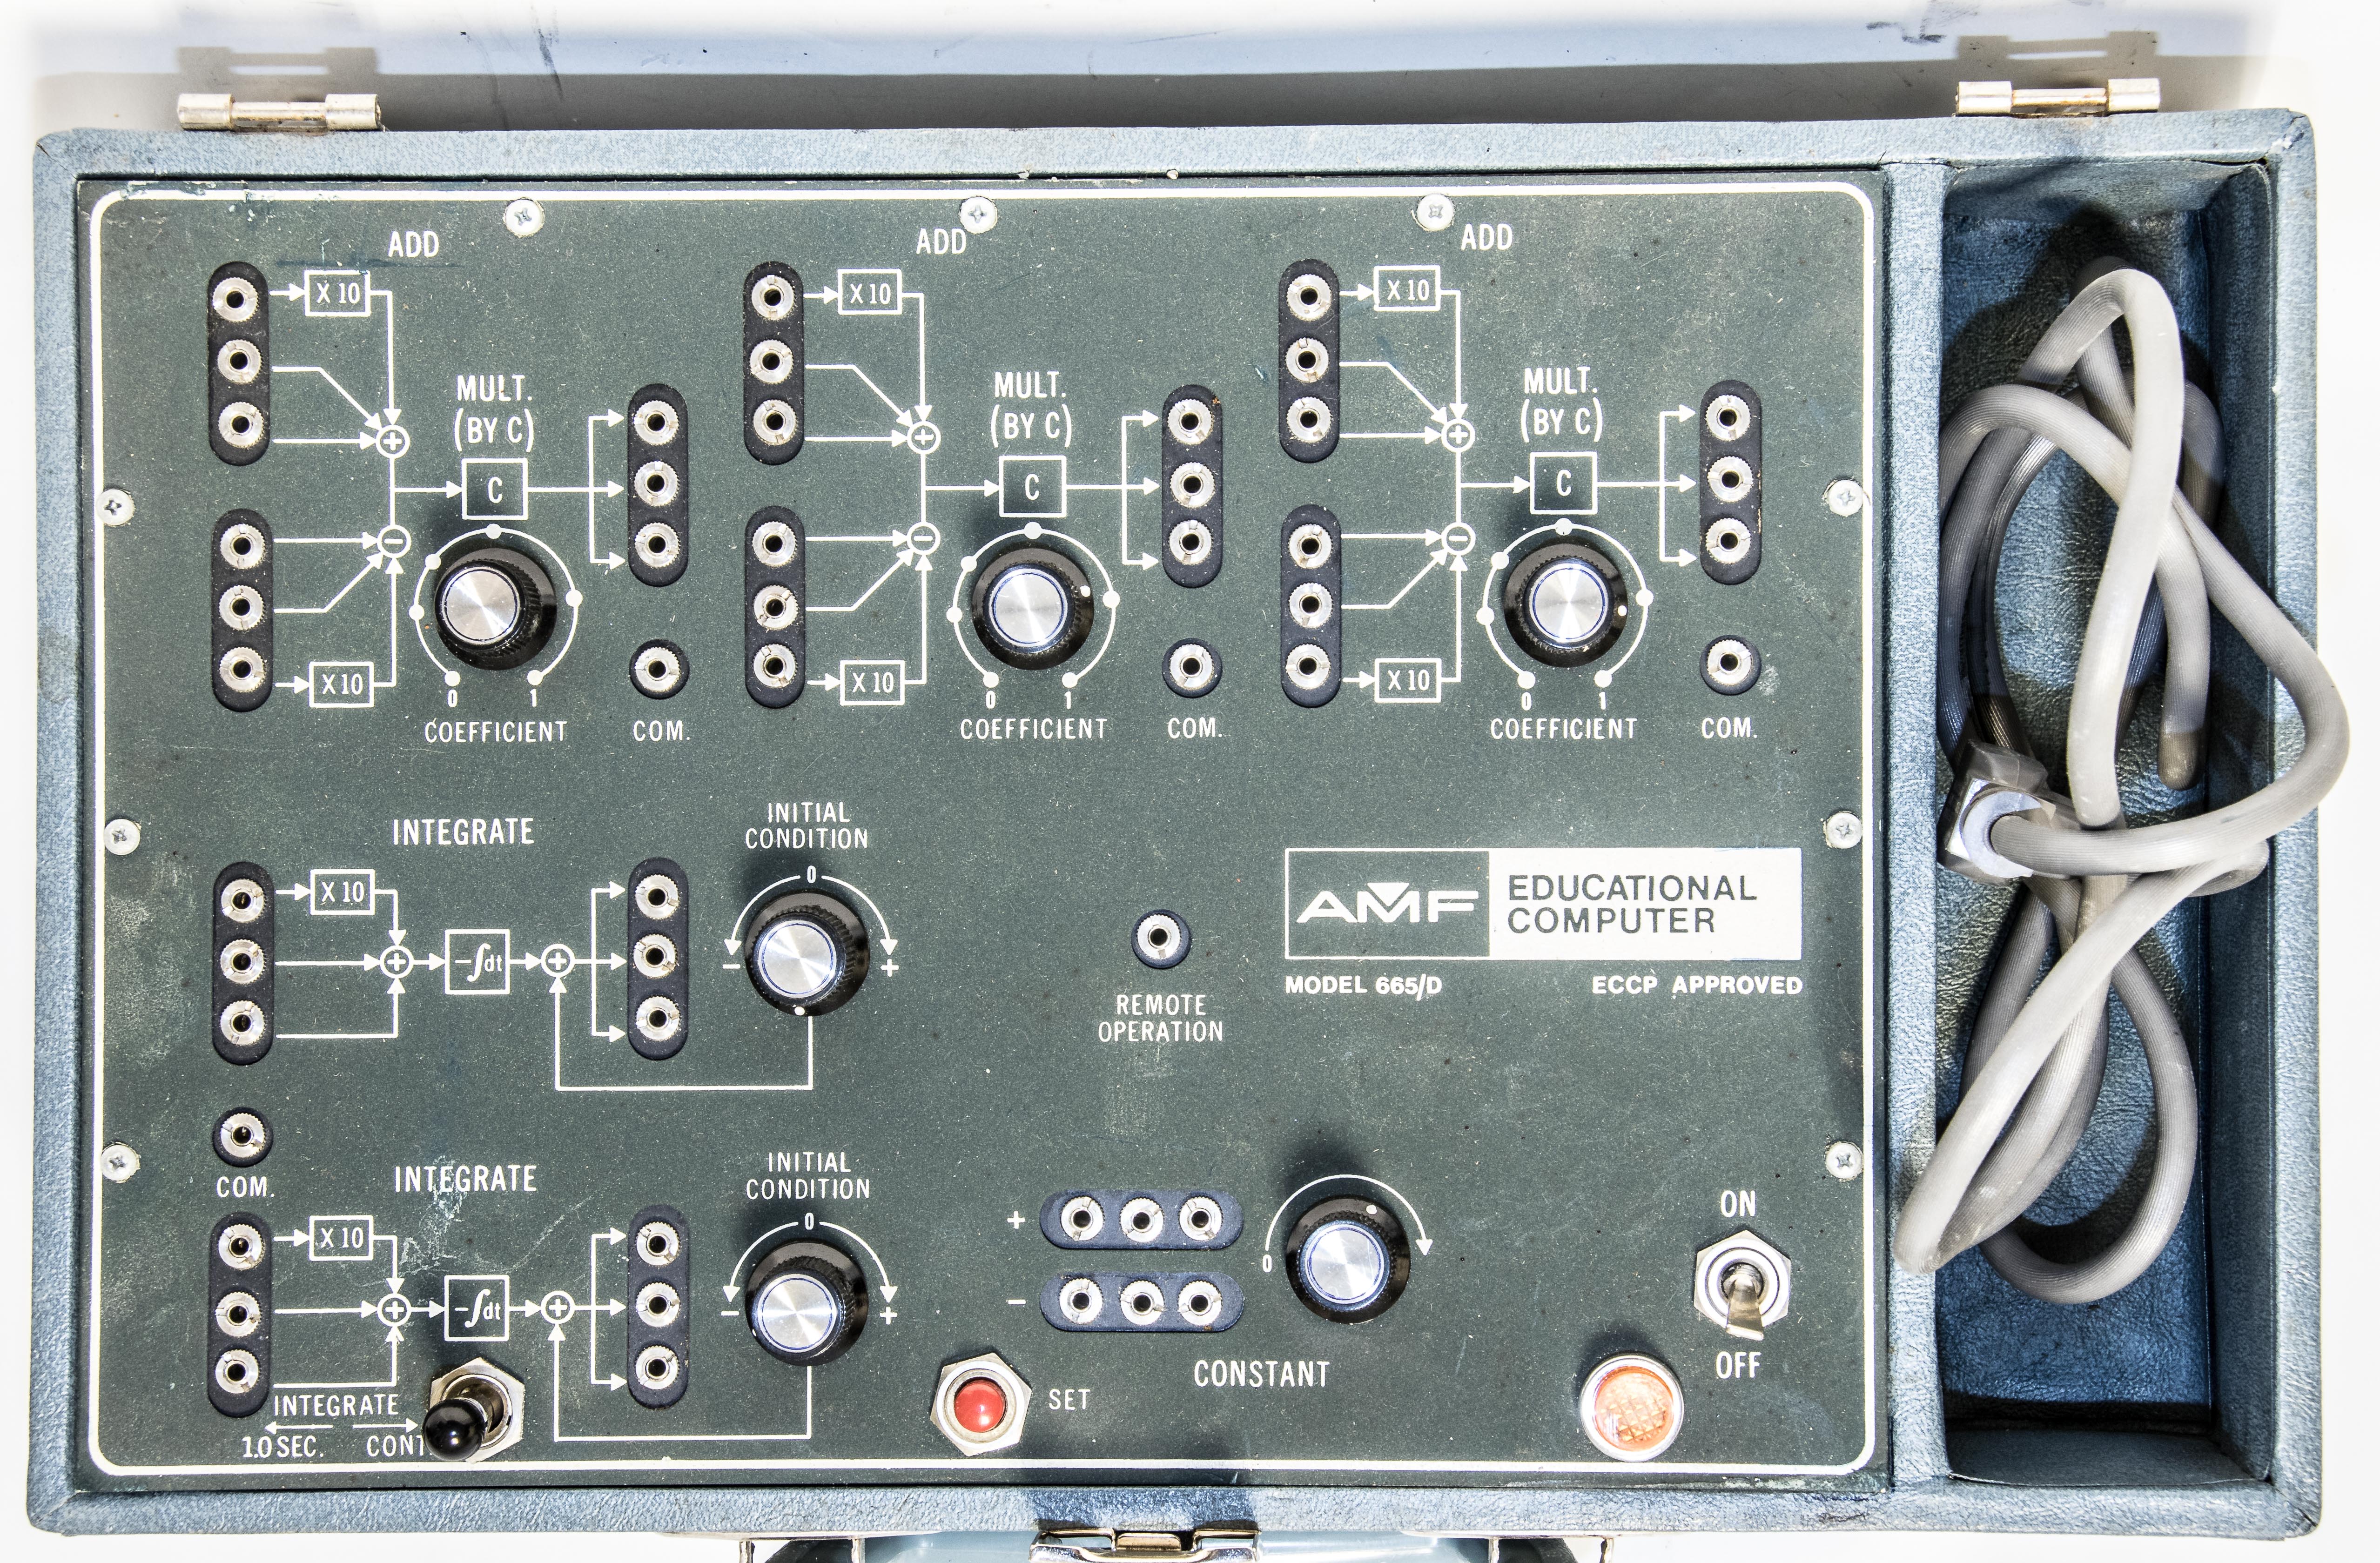 ADD
X 10
MULT.
(BY C)
C
+
−
X 10
0 1
COEFFICIENT
COM.
ADD
X 10
MULT.
(BY C)
C
+
−
X 10
0 1
COEFFICIENT
COM.
ADD
X 10
MULT.
(BY C)
C
+
−
X 10
0 1
COEFFICIENT
COM.
INTEGRATE
X 10
+
−∫dt
+
INITIAL
CONDITION
0
− +
COM.
REMOTE
OPERATION
AMF
EDUCATIONAL
COMPUTER
MODEL 665/D ECCP APPROVED
INTEGRATE
X 10
+
−∫dt
+
INITIAL
CONDITION
0
− +
INTEGRATE
1.0 SEC. CONT
SET
+
−
0
CONSTANT
ON
OFF